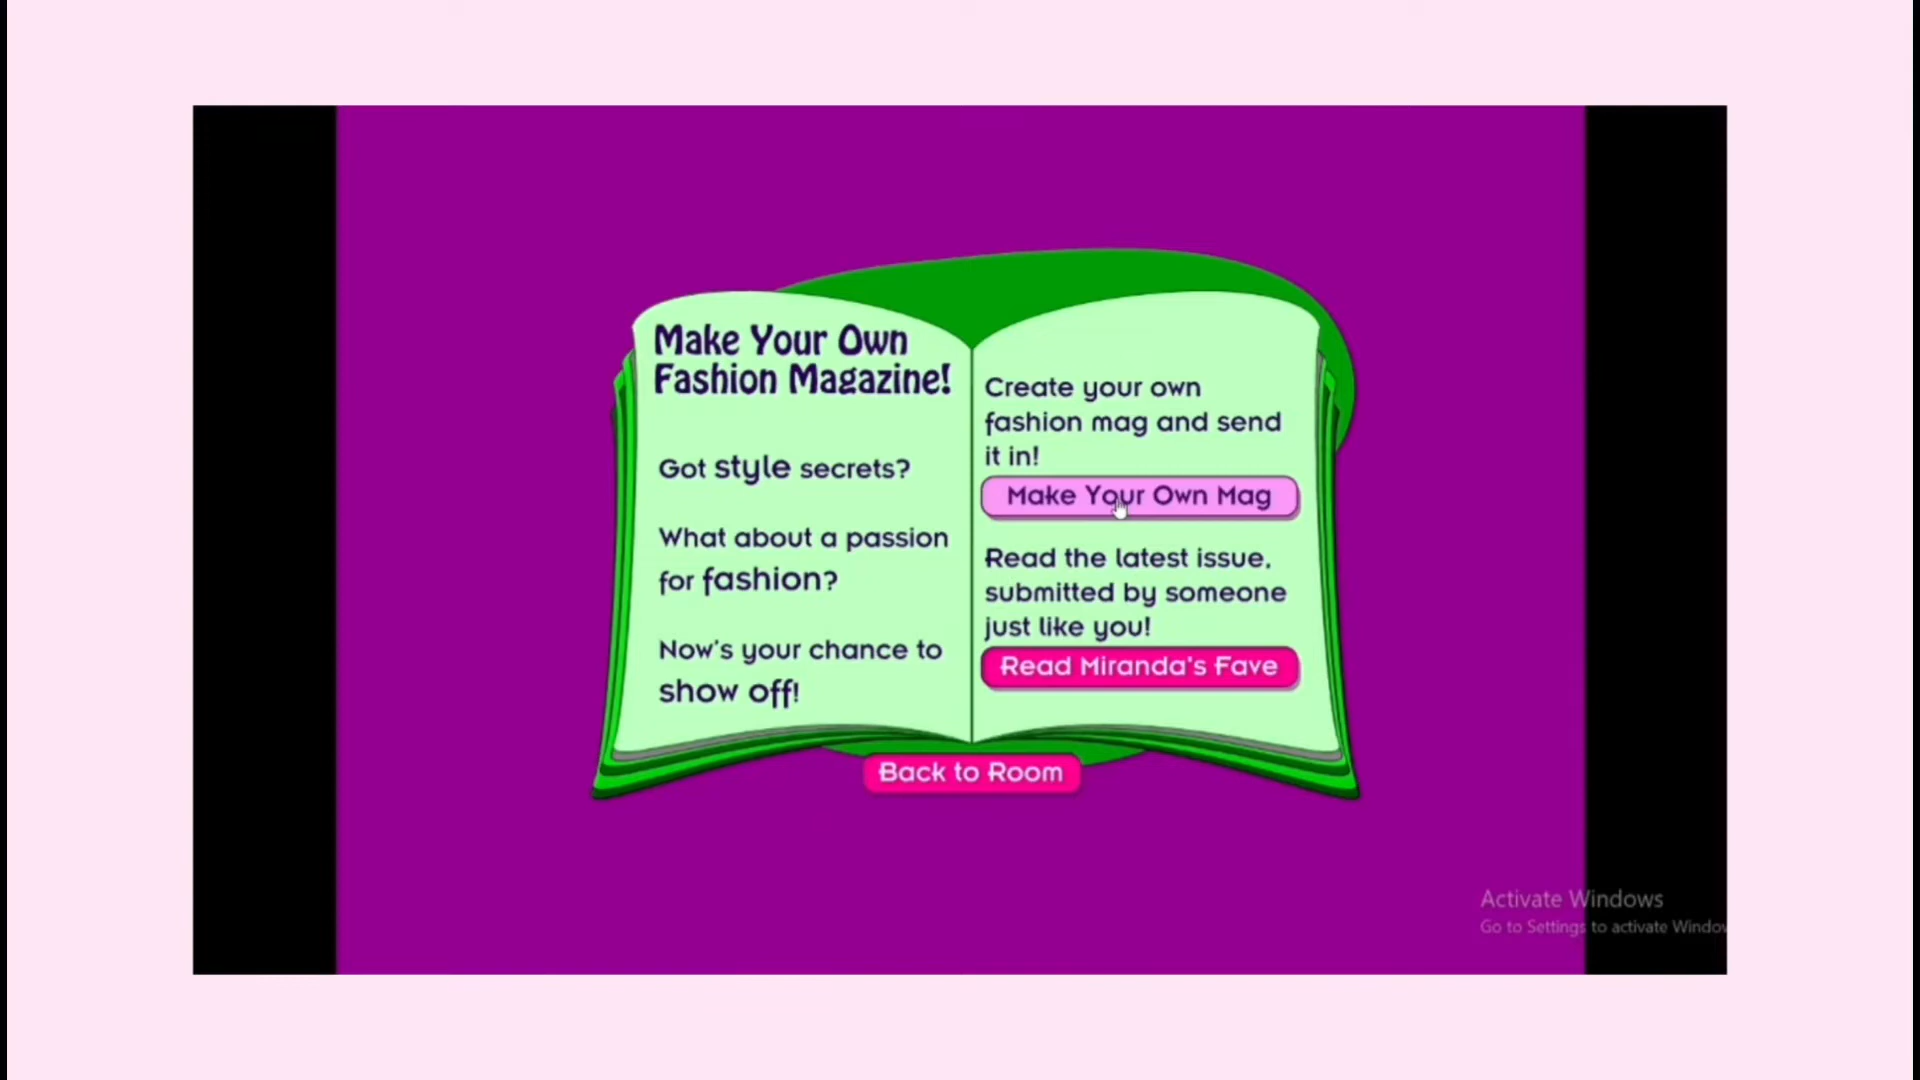 Make Your Own
Fashion Magazine!
Got style secrets?
What about a passion
for fashion?
Now's your chance to
show off!
Create your own
fashion mag and send
it in!
Make Your Own Mag
Read the latest issue,
submitted by someone
just like you!
Read Miranda's Fave
Back to Room
Activate Windows
Go to Settings to activate Window